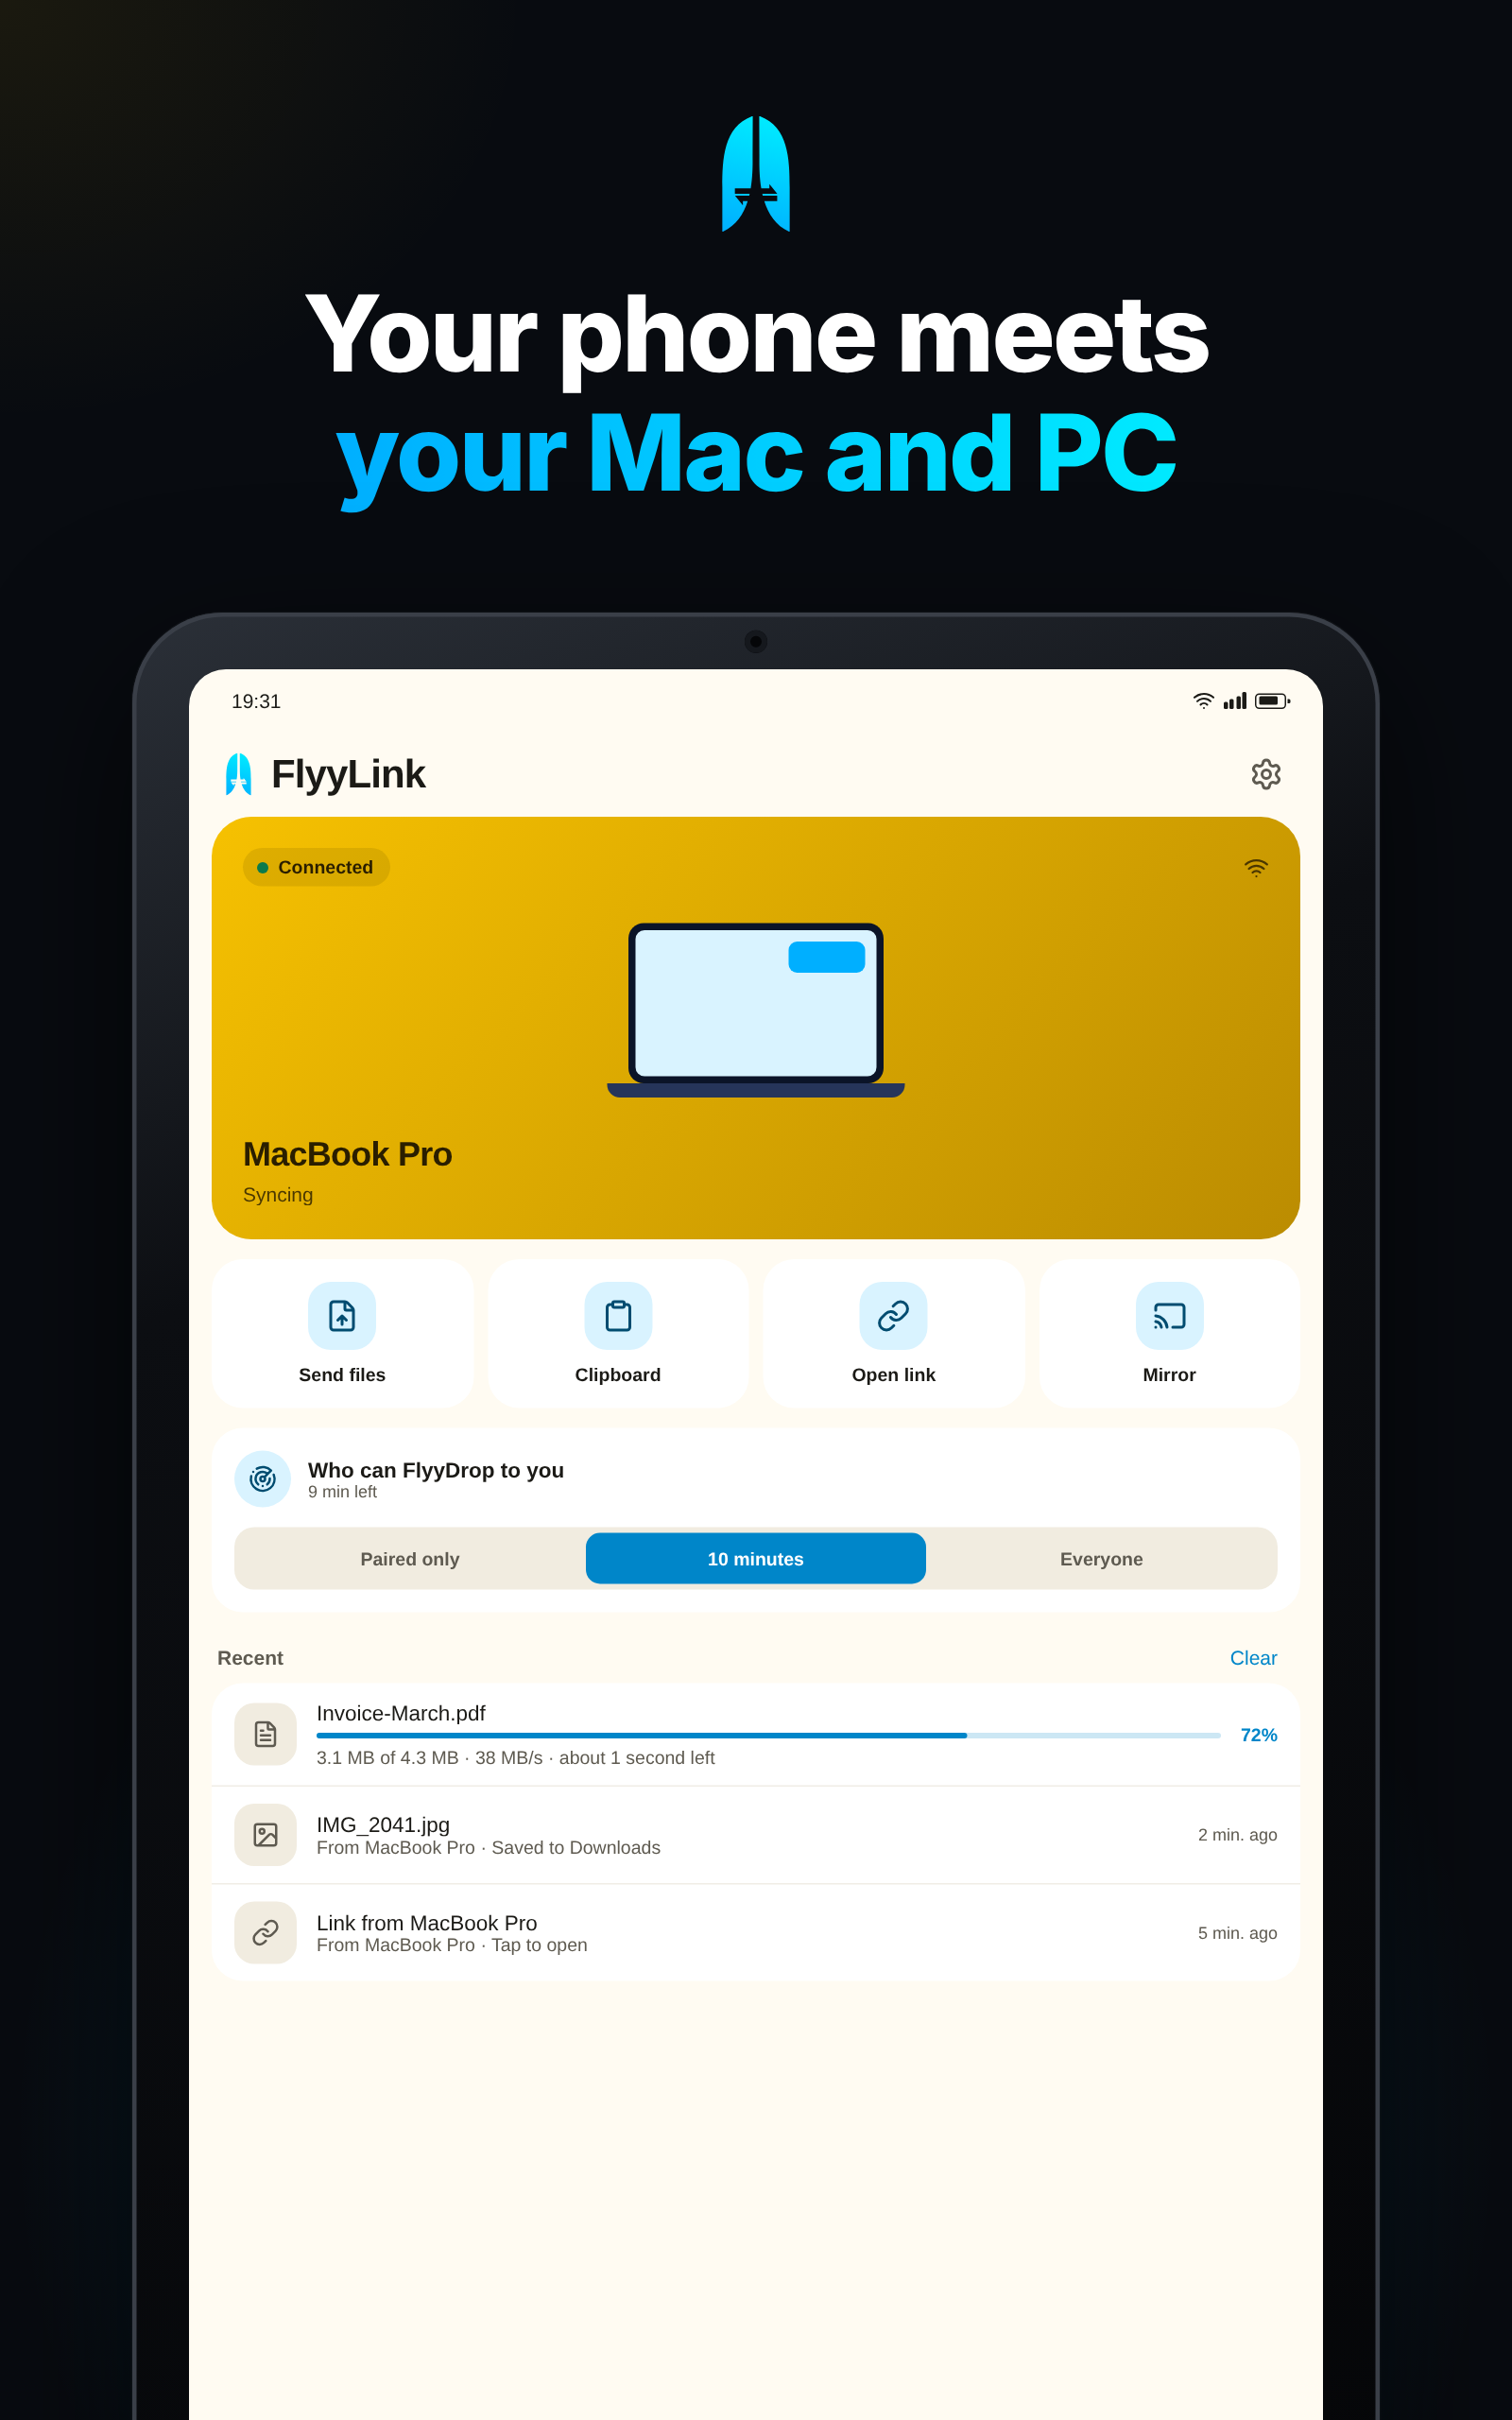 Your phone meets
your Mac and PC
19:31
FlyyLink
Connected
MacBook Pro
Syncing
Send files
Clipboard
Open link
Mirror
Who can FlyyDrop to you
9 min left
Paired only
10 minutes
Everyone
Recent
Clear
Invoice-March.pdf
72%
3.1 MB of 4.3 MB · 38 MB/s · about 1 second left
IMG_2041.jpg
From MacBook Pro · Saved to Downloads
2 min. ago
Link from MacBook Pro
From MacBook Pro · Tap to open
5 min. ago